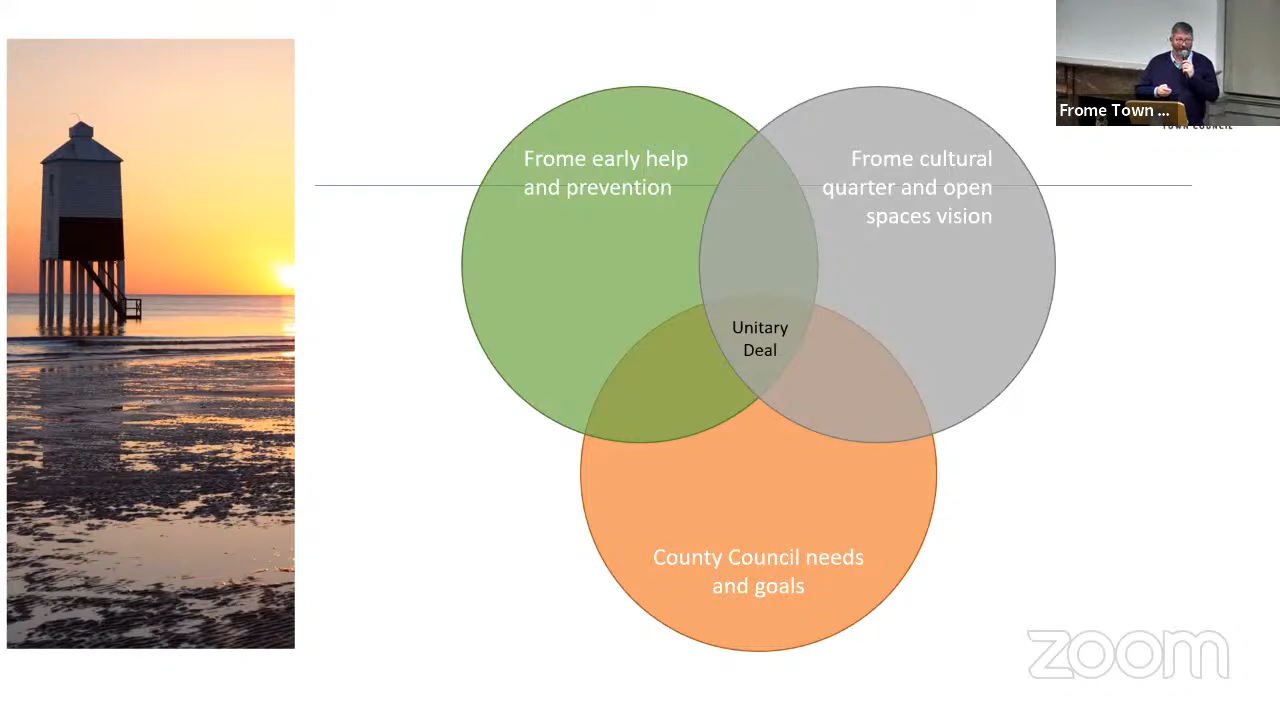 Frome Town ...
TOWN COUNCIL
Frome early help
and prevention
Frome cultural
quarter and open
spaces vision
Unitary
Deal
County Council needs
and goals
zoom